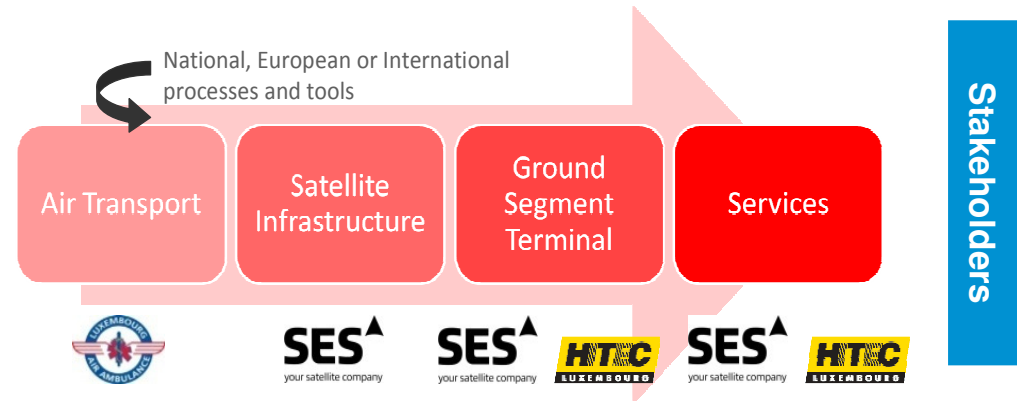 National, European or International
processes and tools
Air Transport
Satellite
Infrastructure
Ground
Segment
Terminal
Services
Stakeholders
LUXEMBOURG
AIR AMBULANCE
SES
your satellite company
SES
your satellite company
HITEC
LUXEMBOURG
SES
your satellite company
HITEC
LUXEMBOURG